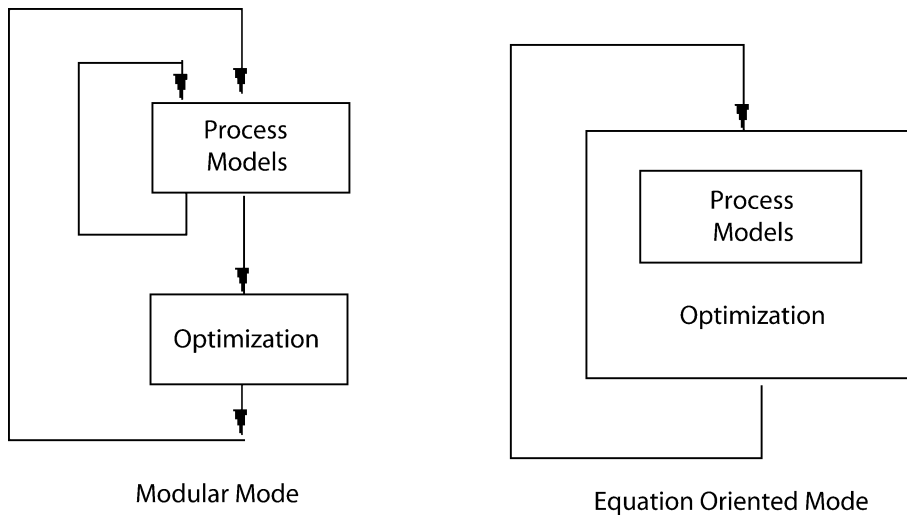 Process
Models
Optimization
Modular Mode
Process
Models
Optimization
Equation Oriented Mode